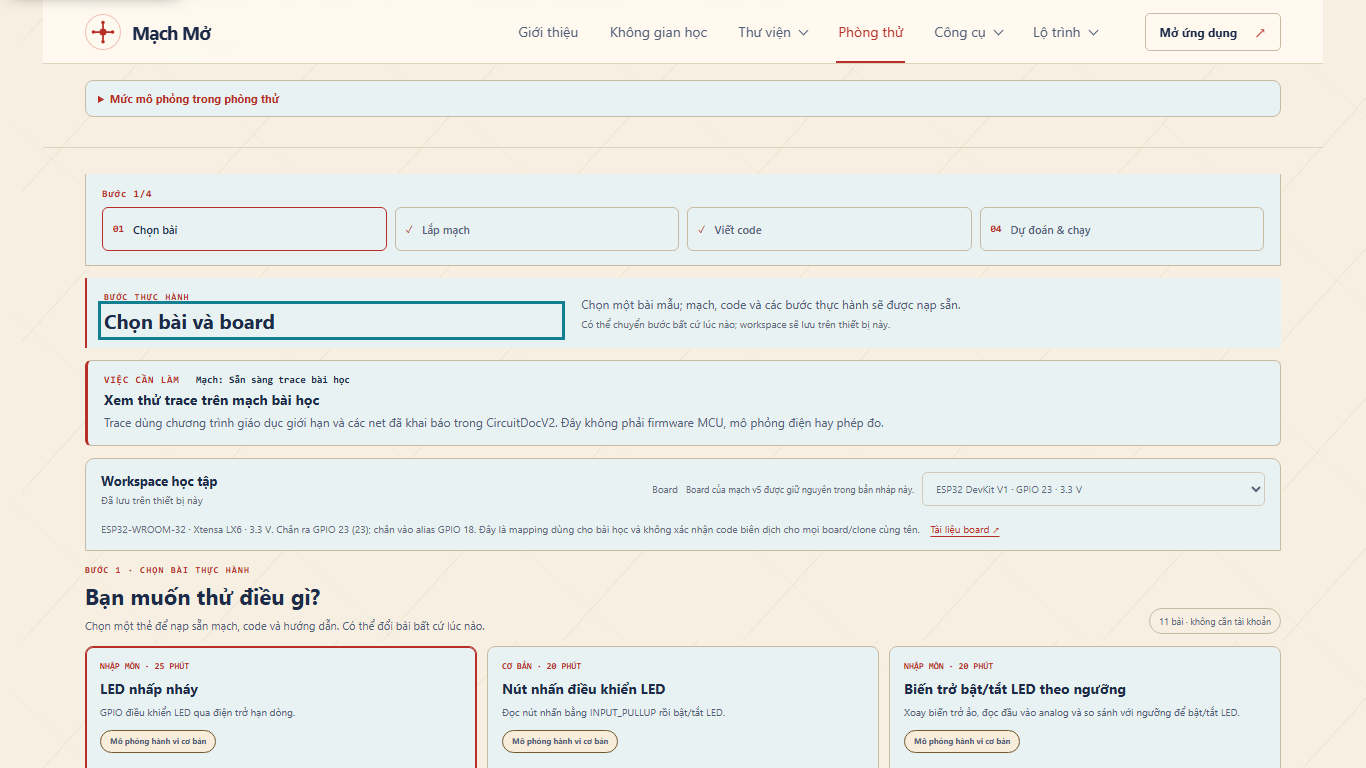 Mạch Mở
Giới thiệu
Không gian học
Thư viện
Phòng thử
Công cụ
Lộ trình
Mở ứng dụng ↗
▶ Mức mô phỏng trong phòng thử
Bước 1/4
01 Chọn bài
✓ Lắp mạch
✓ Viết code
04 Dự đoán & chạy
BƯỚC THỰC HÀNH
Chọn bài và board
Chọn một bài mẫu; mạch, code và các bước thực hành sẽ được nạp sẵn.
Có thể chuyển bước bất cứ lúc nào; workspace sẽ lưu trên thiết bị này.
VIỆC CẦN LÀM Mạch: Sẵn sàng trace bài học
Xem thử trace trên mạch bài học
Trace dùng chương trình giáo dục giới hạn và các net đã khai báo trong CircuitDocV2. Đây không phải firmware MCU, mô phỏng điện hay phép đo.
Workspace học tập
Đã lưu trên thiết bị này
Board Board của mạch v5 được giữ nguyên trong bản nháp này.
ESP32 DevKit V1 · GPIO 23 · 3.3 V
ESP32-WROOM-32 · Xtensa LX6 · 3.3 V. Chân ra GPIO 23 (23); chân vào alias GPIO 18. Đây là mapping dùng cho bài học và không xác nhận code biên dịch cho mọi board/clone cùng tên. Tài liệu board ↗
BƯỚC 1 · CHỌN BÀI THỰC HÀNH
Bạn muốn thử điều gì?
Chọn một thẻ để nạp sẵn mạch, code và hướng dẫn. Có thể đổi bài bất cứ lúc nào.
11 bài · không cần tài khoản
NHẬP MÔN · 25 PHÚT
LED nhấp nháy
GPIO điều khiển LED qua điện trở hạn dòng.
Mô phỏng hành vi cơ bản
CƠ BẢN · 20 PHÚT
Nút nhấn điều khiển LED
Đọc nút nhấn bằng INPUT_PULLUP rồi bật/tắt LED.
Mô phỏng hành vi cơ bản
NHẬP MÔN · 20 PHÚT
Biến trở bật/tắt LED theo ngưỡng
Xoay biến trở ảo, đọc đầu vào analog và so sánh với ngưỡng để bật/tắt LED.
Mô phỏng hành vi cơ bản